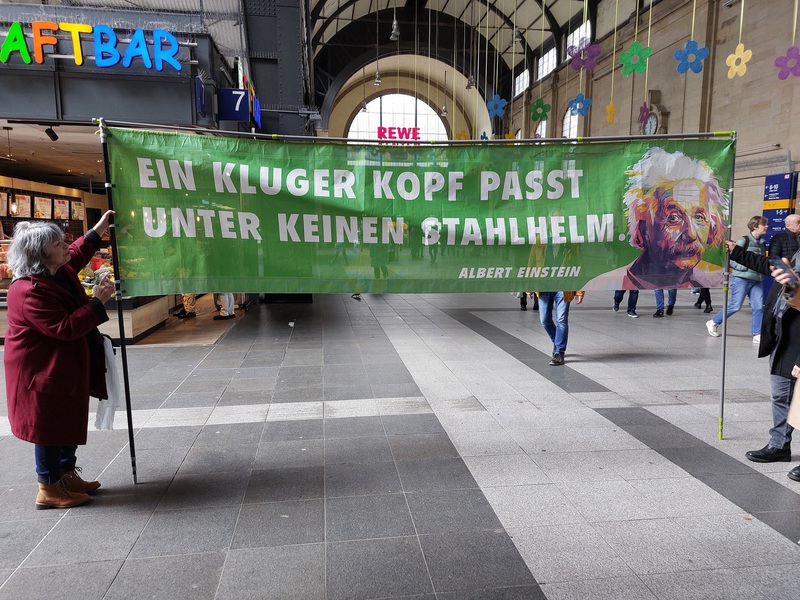 AFTBAR
7
REWE
EIN KLUGER KOPF PASST
UNTER KEINEN STAHLHELM.
ALBERT EINSTEIN